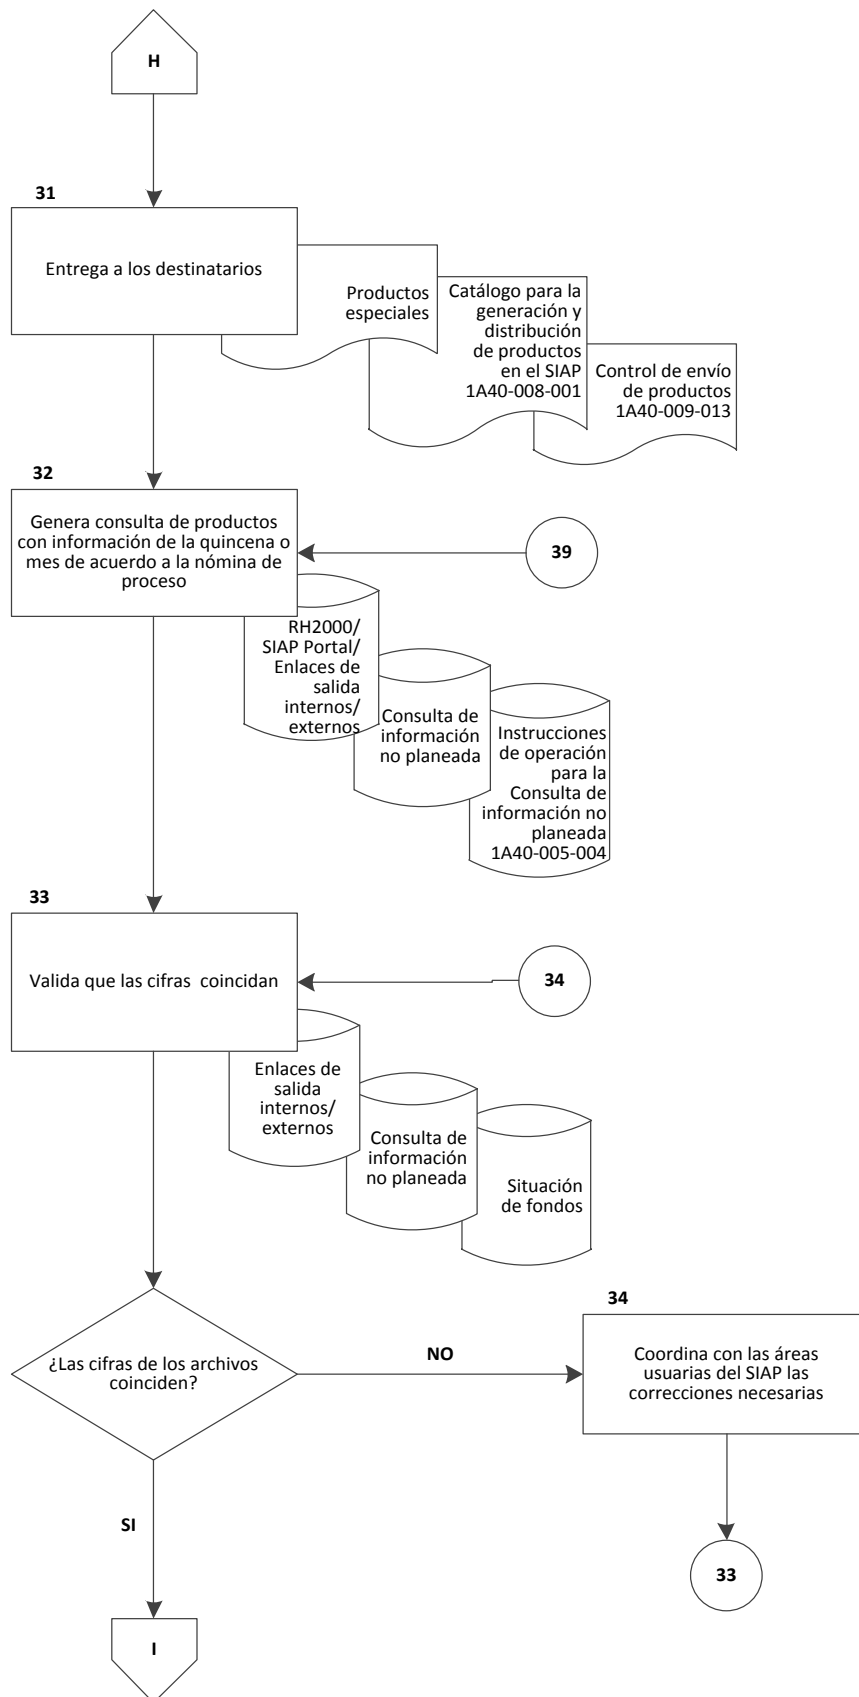 H
31
Entrega a los destinatarios
Productos
especiales
Catálogo para la
generación y
distribución
de productos
en el SIAP
1A40-008-001
Control de envío
de productos
1A40-009-013
32
Genera consulta de productos
con información de la quincena o
mes de acuerdo a la nómina de
proceso
39
RH2000/
SIAP Portal/
Enlaces de
salida
internos/
externos
Consulta de
información
no planeada
Instrucciones
de operación
para la
Consulta de
información no
planeada
1A40-005-004
33
Valida que las cifras  coincidan
34
Enlaces de
salida
internos/
externos
Consulta de
información
no planeada
Situación
de fondos
¿Las cifras de los archivos
coinciden?
NO
34
Coordina con las áreas
usuarias del SIAP las
correcciones necesarias
SI
33
I